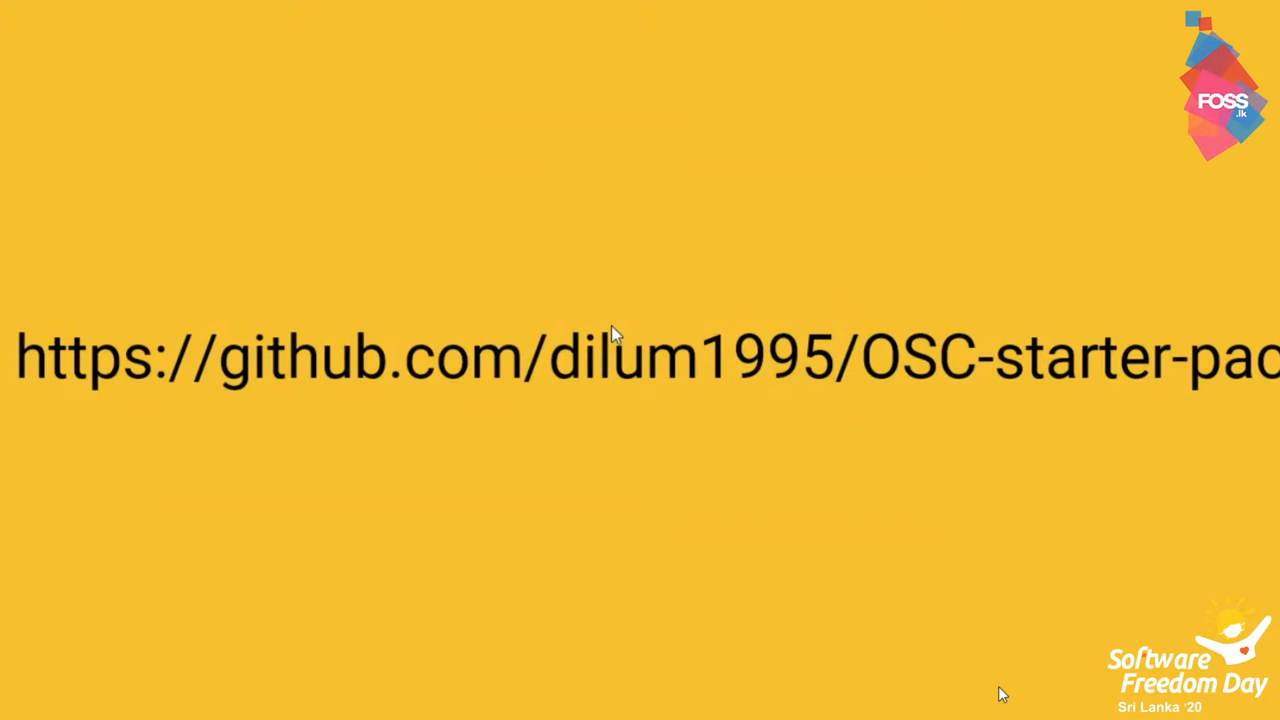 FOSS
.lk
https://github.com/dilum1995/OSC-starter-pac
Software
Freedom Day
Sri Lanka '20